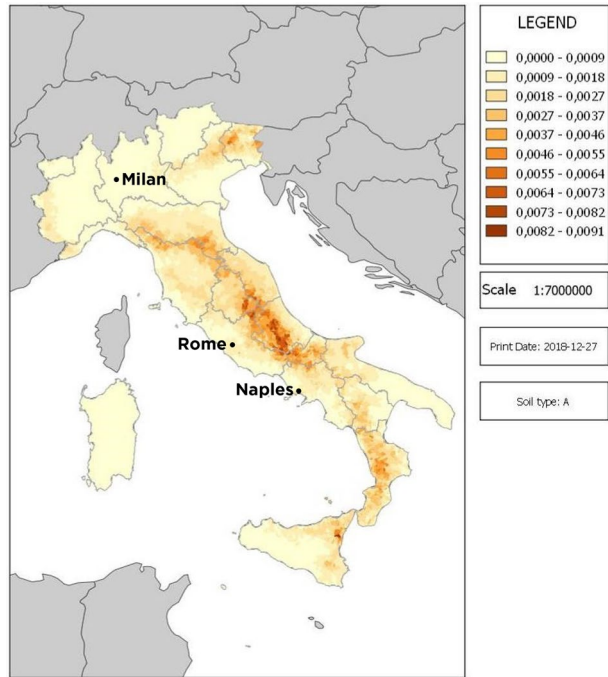 LEGEND
0,0000 - 0,0009
0,0009 - 0,0018
0,0018 - 0,0027
0,0027 - 0,0037
0,0037 - 0,0046
0,0046 - 0,0055
0,0055 - 0,0064
0,0064 - 0,0073
0,0073 - 0,0082
0,0082 - 0,0091
Scale 1:7000000
Print Date: 2018-12-27
Soil type: A
Milan
Rome
Naples